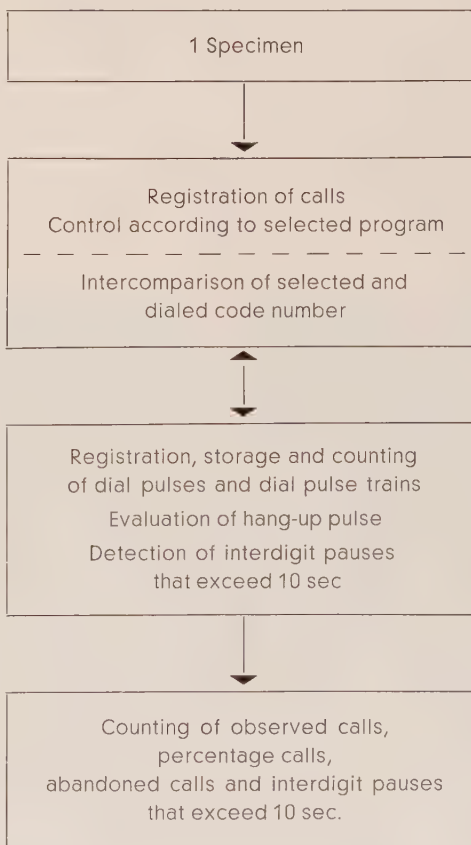 1 Specimen
Registration of calls
Control according to selected program
Intercomparison of selected and
dialed code number
Registration, storage and counting
of dial pulses and dial pulse trains
Evaluation of hang-up pulse
Detection of interdigit pauses
that exceed 10 sec
Counting of observed calls,
percentage calls,
abandoned calls and interdigit pauses
that exceed 10 sec.